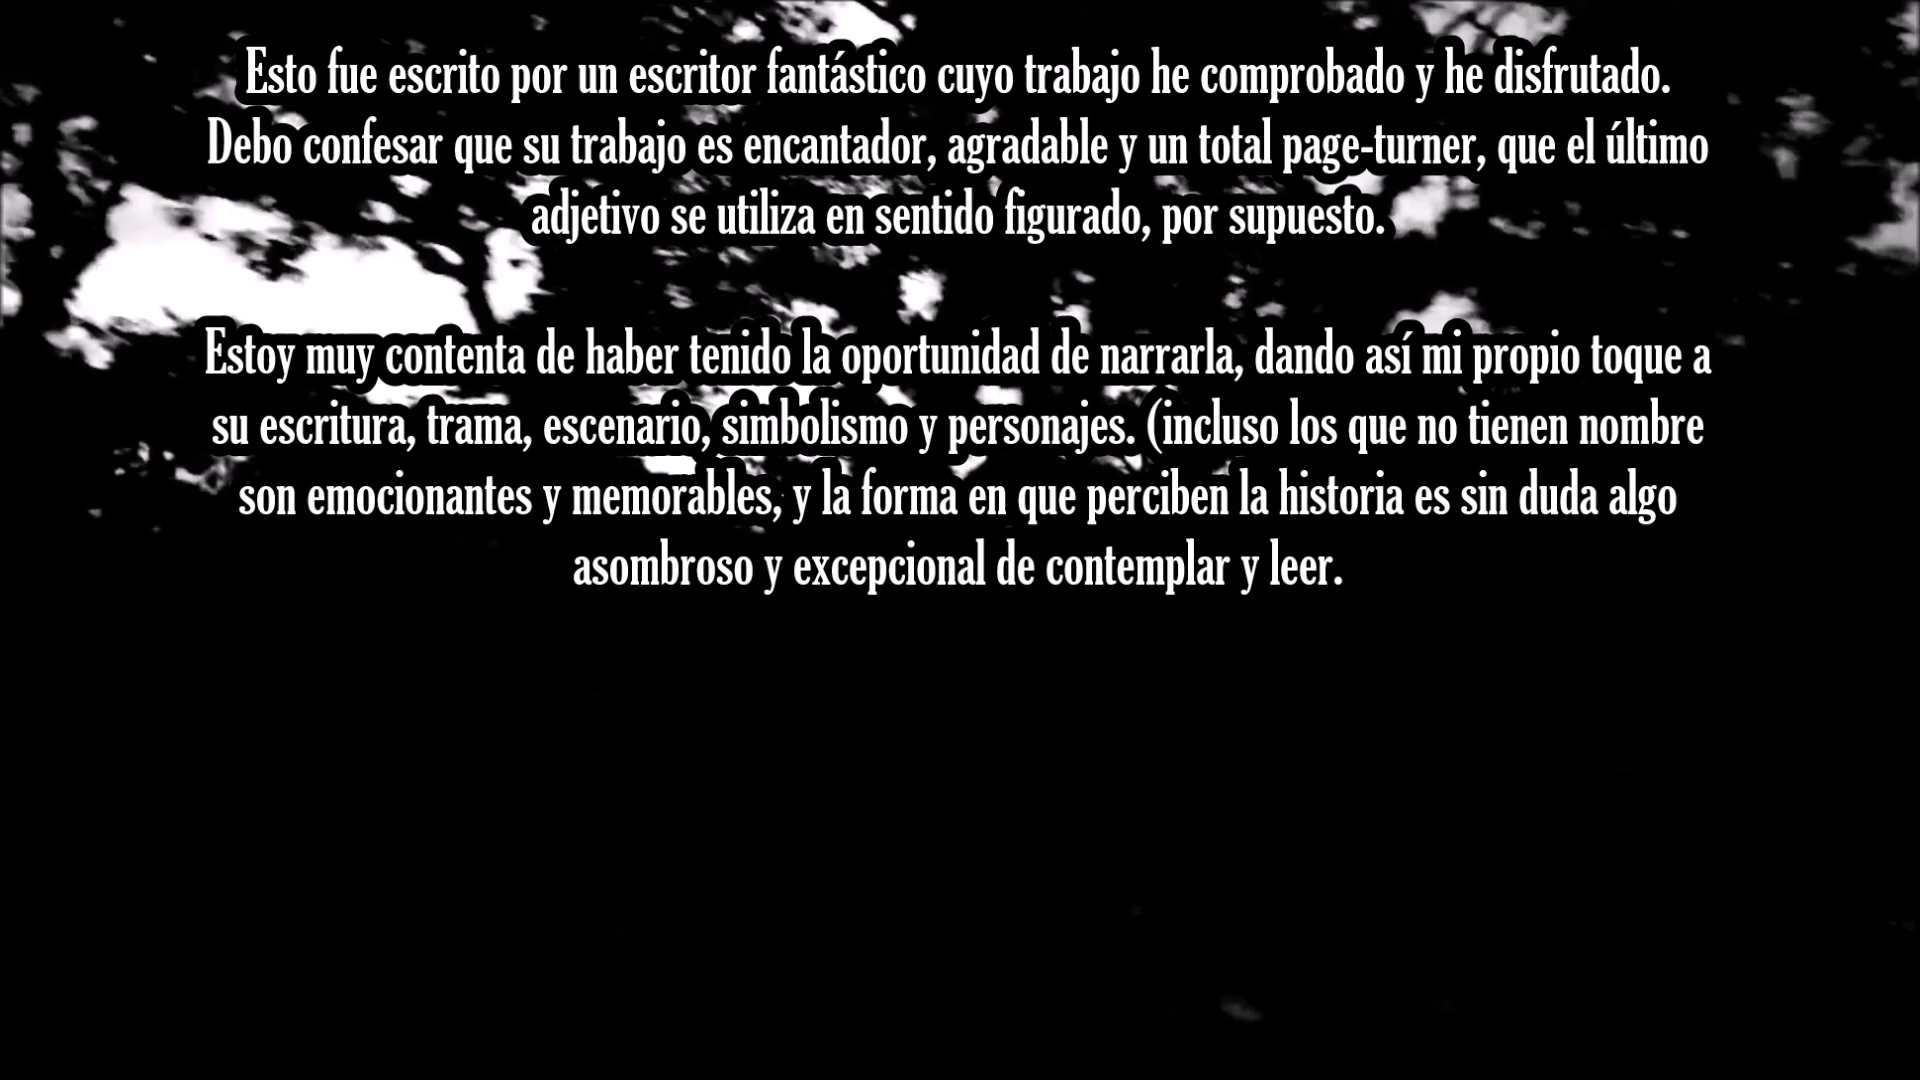 Esto fue escrito por un escritor fantástico cuyo trabajo he comprobado y he disfrutado.
Debo confesar que su trabajo es encantador, agradable y un total page-turner, que el último
adjetivo se utiliza en sentido figurado, por supuesto.
Estoy muy contenta de haber tenido la oportunidad de narrarla, dando así mi propio toque a
su escritura, trama, escenario, simbolismo y personajes. (incluso los que no tienen nombre
son emocionantes y memorables, y la forma en que perciben la historia es sin duda algo
asombroso y excepcional de contemplar y leer.